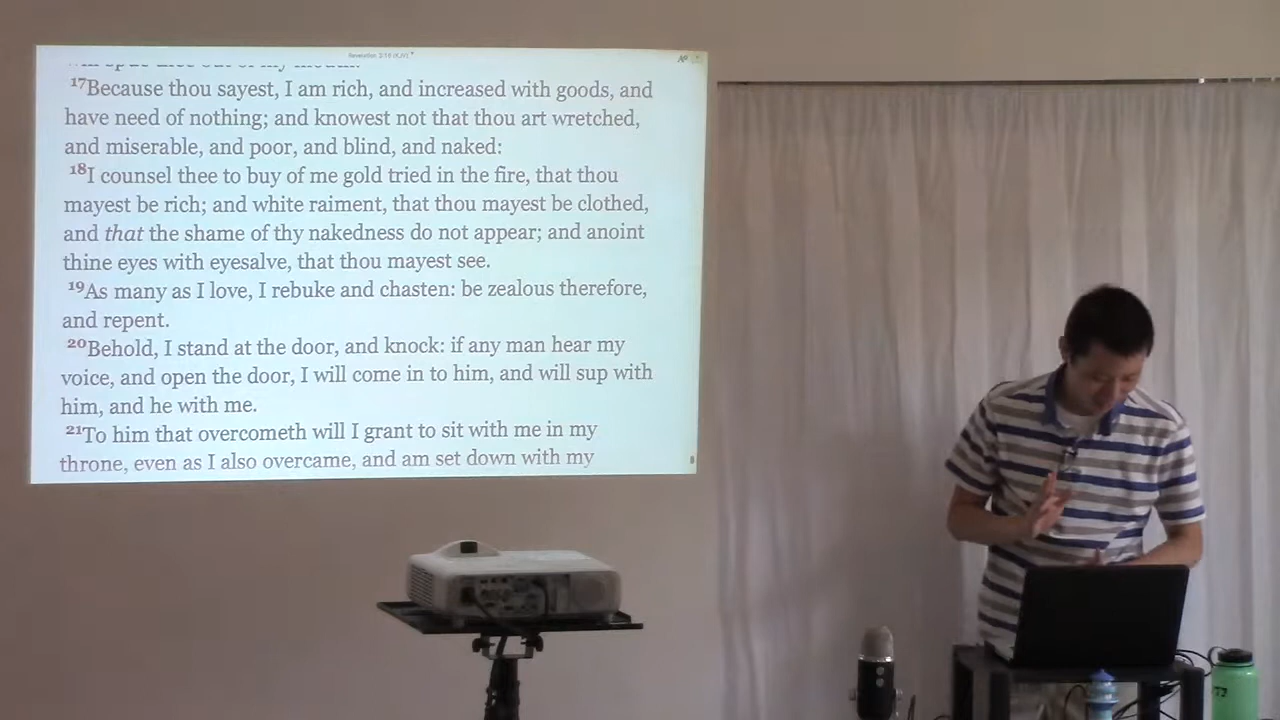 17Because thou sayest, I am rich, and increased with goods, and
have need of nothing; and knowest not that thou art wretched,
and miserable, and poor, and blind, and naked:
18I counsel thee to buy of me gold tried in the fire, that thou
mayest be rich; and white raiment, that thou mayest be clothed,
and that the shame of thy nakedness do not appear; and anoint
thine eyes with eyesalve, that thou mayest see.
19As many as I love, I rebuke and chasten: be zealous therefore,
and repent.
20Behold, I stand at the door, and knock: if any man hear my
voice, and open the door, I will come in to him, and will sup with
him, and he with me.
21To him that overcometh will I grant to sit with me in my
throne, even as I also overcame, and am set down with my